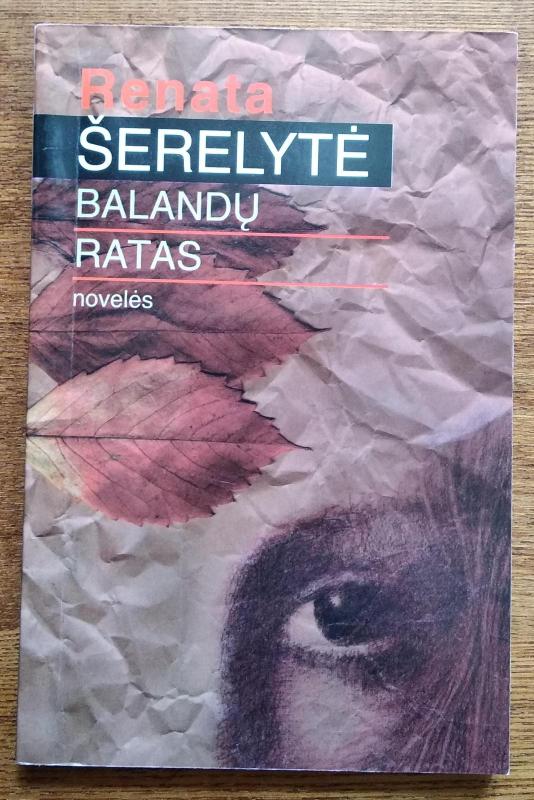 Renata
ŠERELYTĖ
BALANDŲ
RATAS
novelės